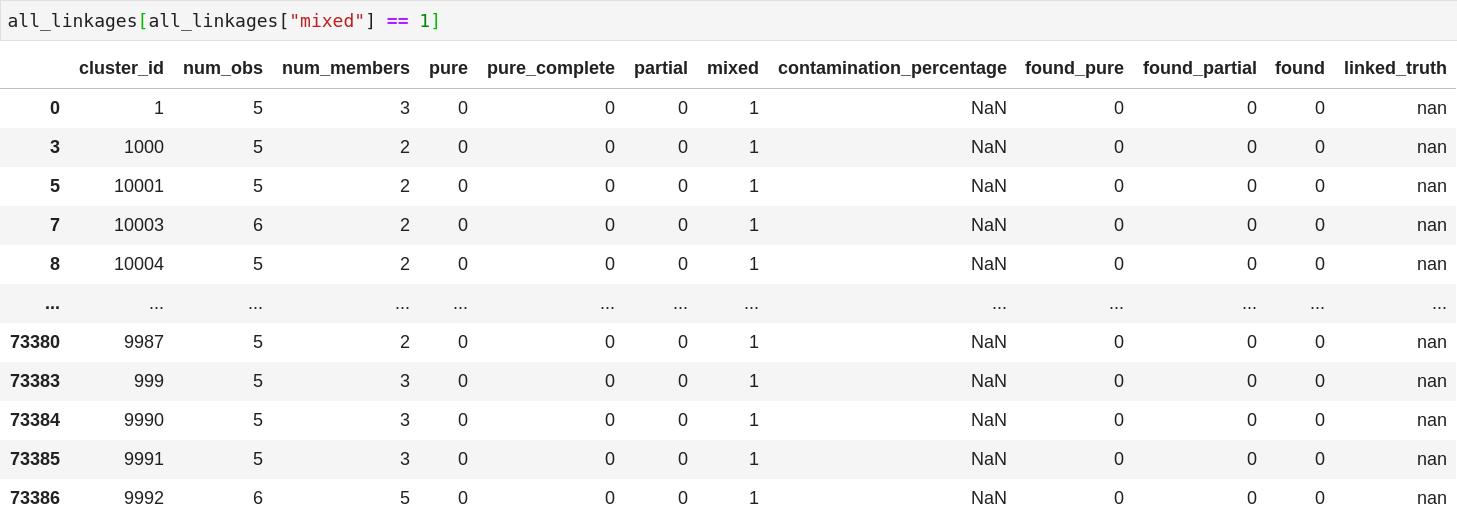 all_linkages[all_linkages["mixed"] == 1]
cluster_id num_obs num_members pure pure_complete partial mixed contamination_percentage found_pure found_partial found linked_truth
0 1 5 3 0 0 0 1 NaN 0 0 0 nan
3 1000 5 2 0 0 0 1 NaN 0 0 0 nan
5 10001 5 2 0 0 0 1 NaN 0 0 0 nan
7 10003 6 2 0 0 0 1 NaN 0 0 0 nan
8 10004 5 2 0 0 0 1 NaN 0 0 0 nan
... ... ... ... ... ... ... ... ... ... ... ... ...
73380 9987 5 2 0 0 0 1 NaN 0 0 0 nan
73383 999 5 3 0 0 0 1 NaN 0 0 0 nan
73384 9990 5 3 0 0 0 1 NaN 0 0 0 nan
73385 9991 5 3 0 0 0 1 NaN 0 0 0 nan
73386 9992 6 5 0 0 0 1 NaN 0 0 0 nan